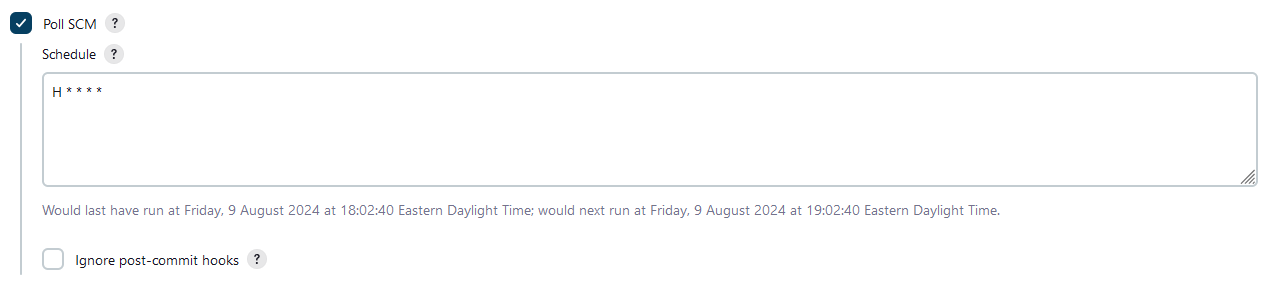 Poll SCM ?
Schedule ?
H * * * *
Would last have run at Friday, 9 August 2024 at 18:02:40 Eastern Daylight Time; would next run at Friday, 9 August 2024 at 19:02:40 Eastern Daylight Time.
Ignore post-commit hooks ?